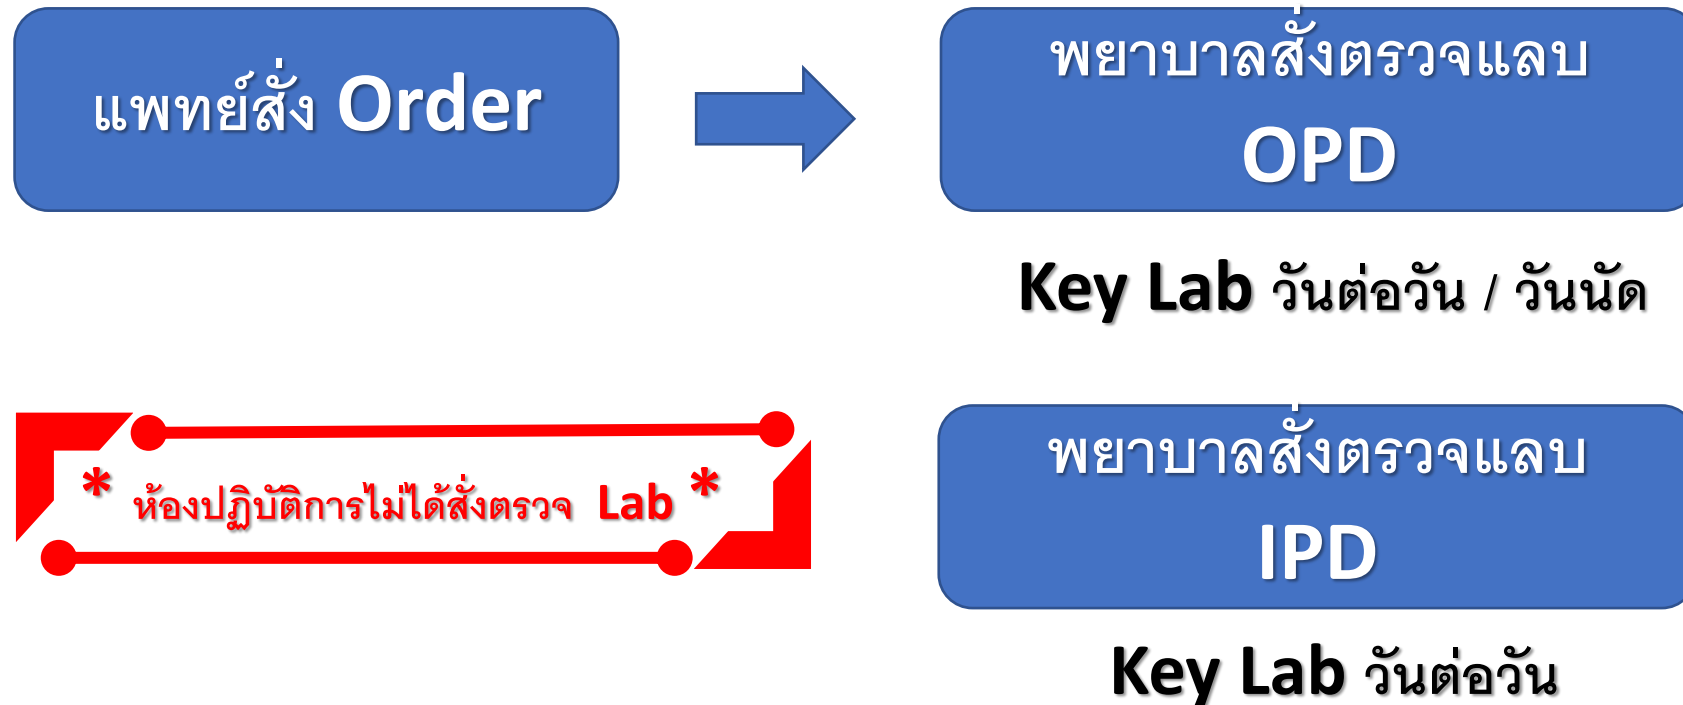 แพทย์สั่ง Order
พยาบาลสั่งตรวจแลบ
OPD
Key Lab วันต่อวัน / วันนัด
* ห้องปฏิบัติการไม่ได้สั่งตรวจ Lab *
พยาบาลสั่งตรวจแลบ
IPD
Key Lab วันต่อวัน